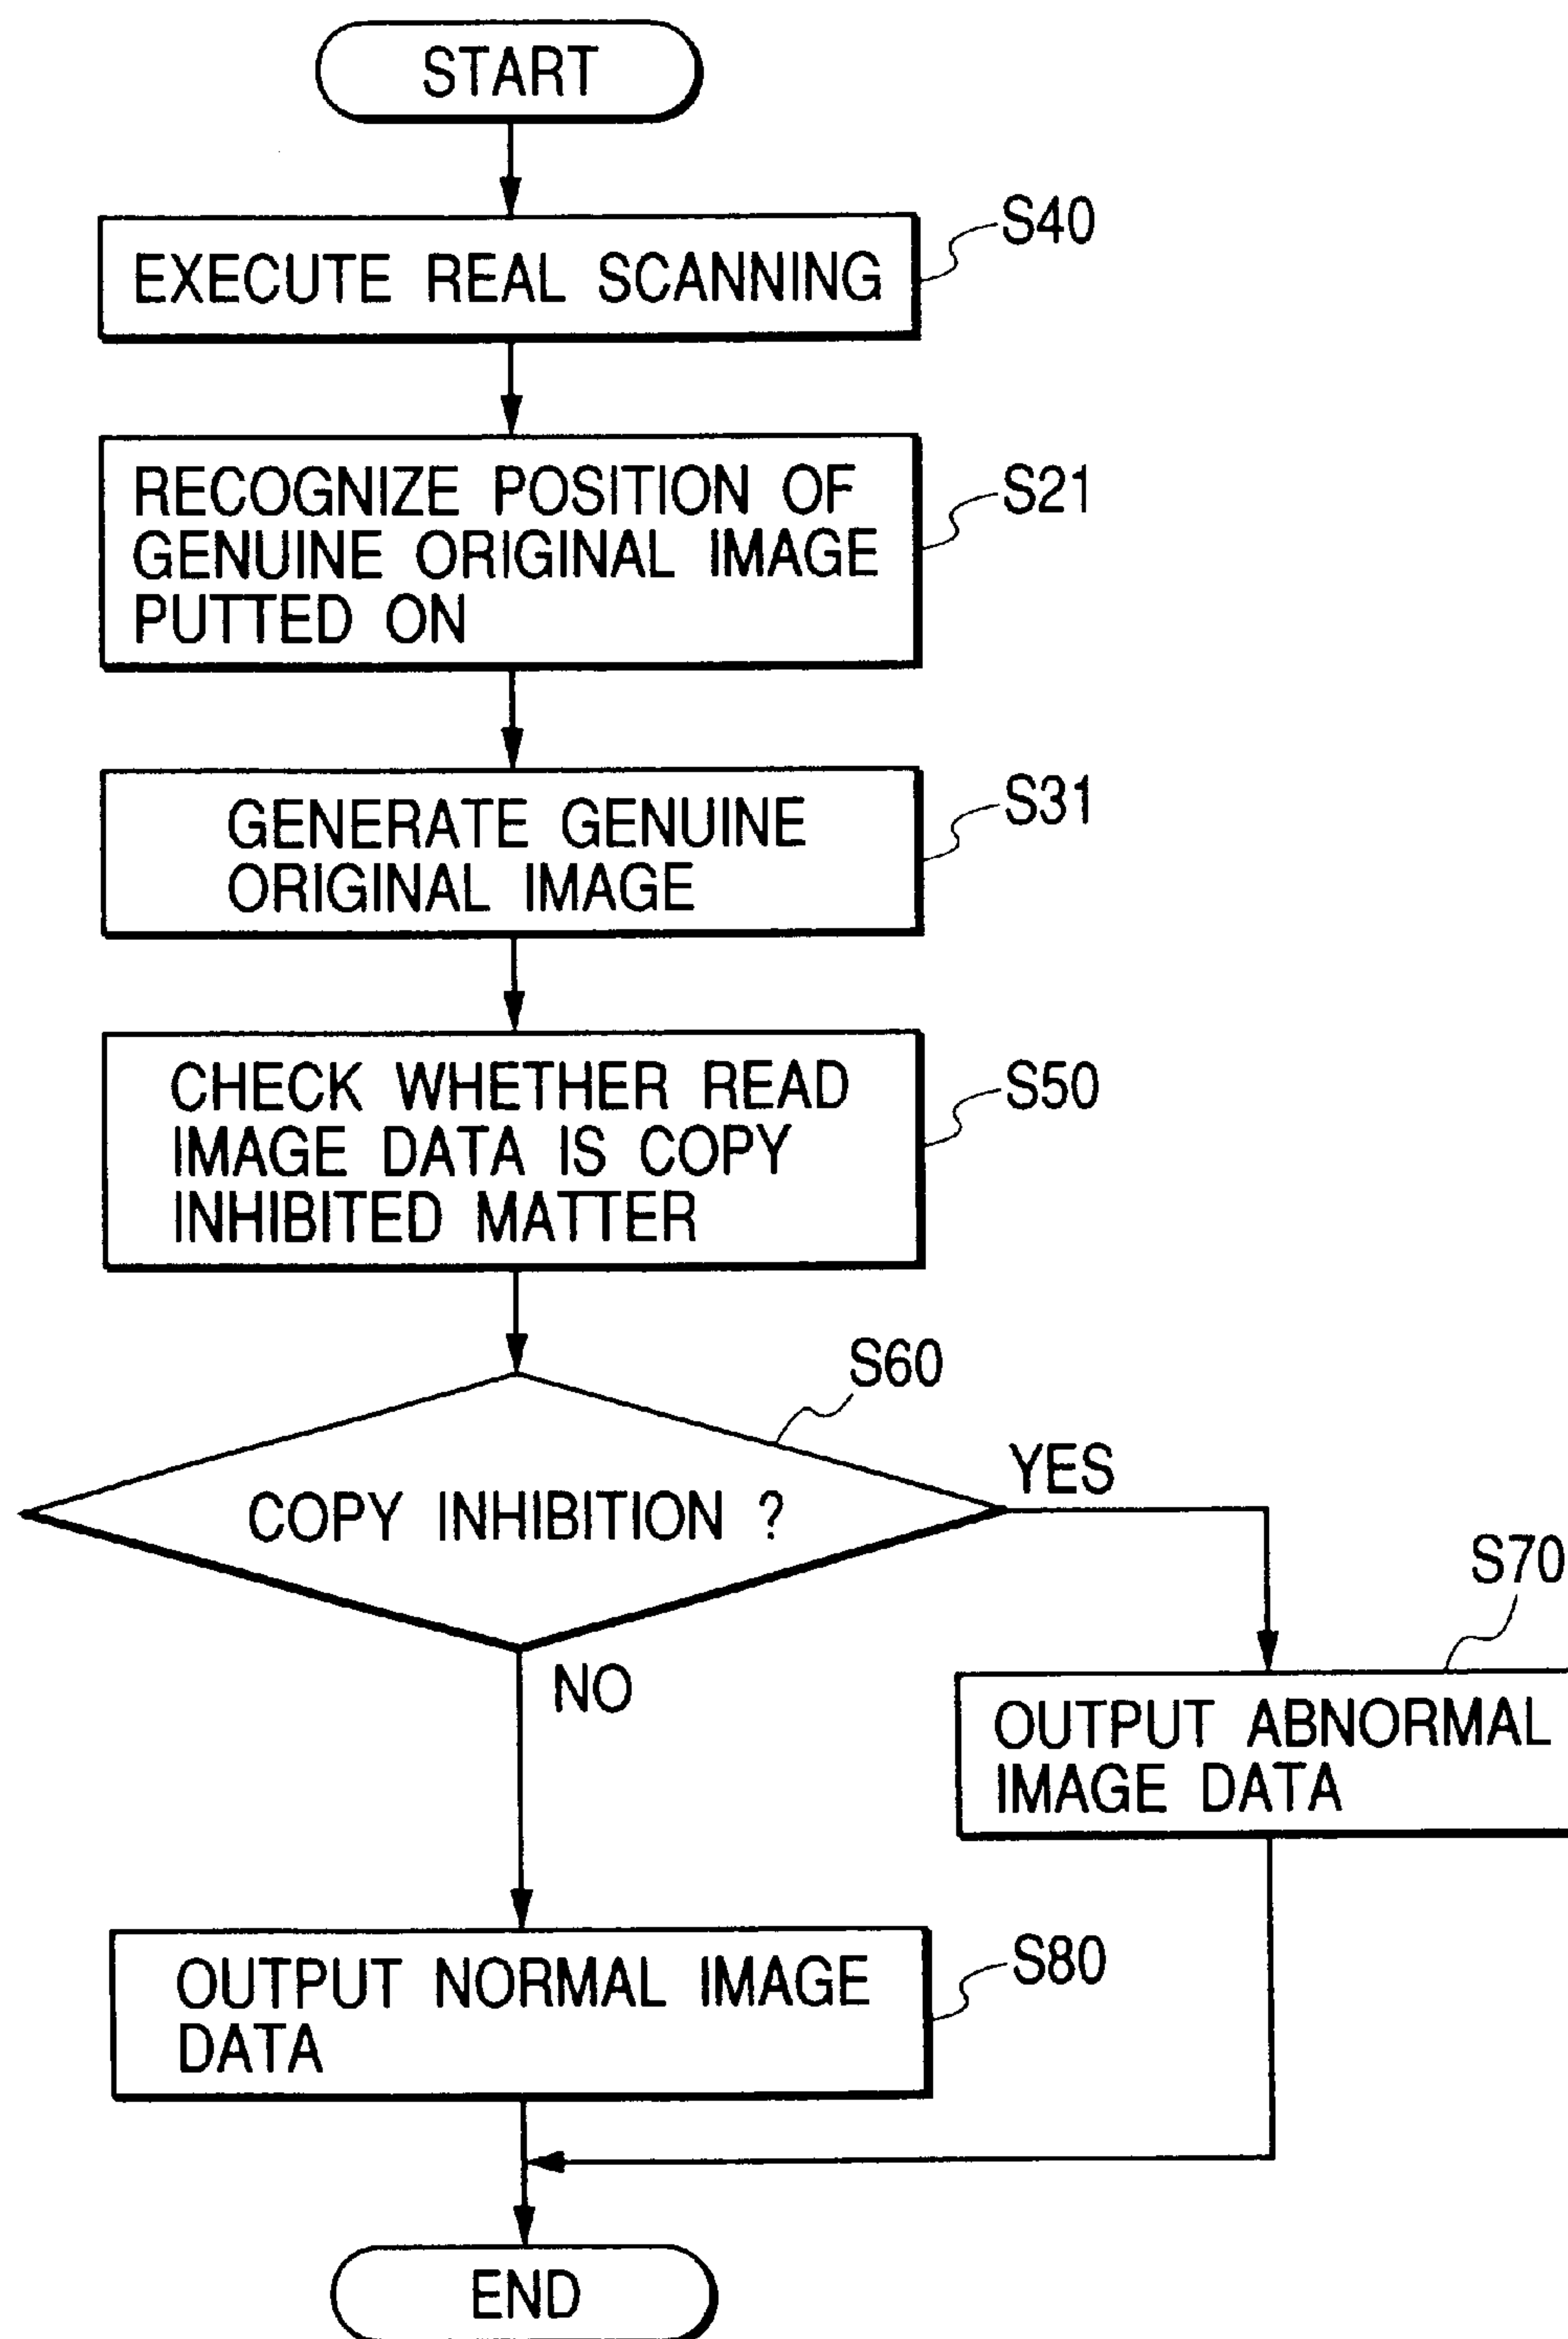 START
S40
EXECUTE REAL SCANNING
S21
RECOGNIZE POSITION OF
GENUINE ORIGINAL IMAGE
PUTTED ON
S31
GENERATE GENUINE
ORIGINAL IMAGE
S50
CHECK WHETHER READ
IMAGE DATA IS COPY
INHIBITED MATTER
S60
COPY INHIBITION ?
YES
NO
S70
OUTPUT ABNORMAL
IMAGE DATA
S80
OUTPUT NORMAL IMAGE
DATA
END